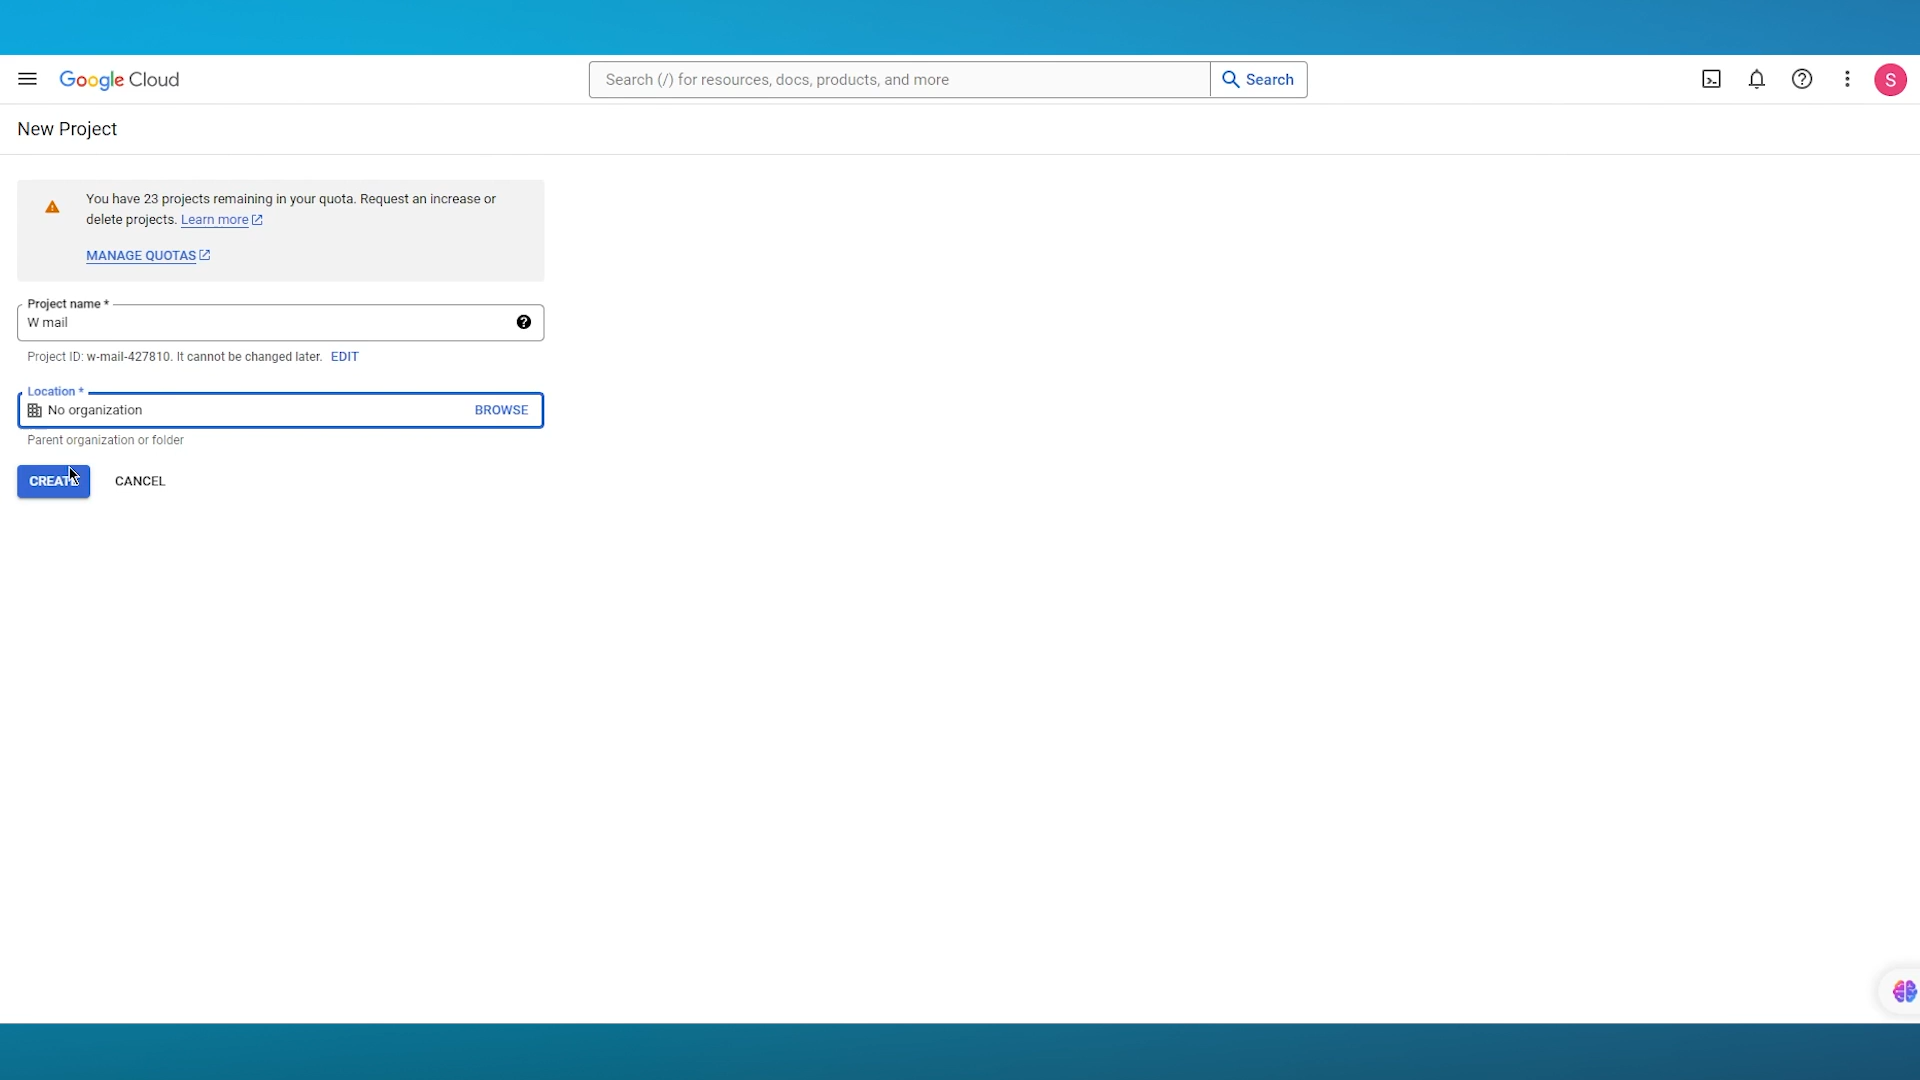 Google Cloud
Search (/) for resources, docs, products, and more
Search
S
New Project
You have 23 projects remaining in your quota. Request an increase or
delete projects. Learn more
MANAGE QUOTAS
Project name *
W mail
Project ID: w-mail-427810. It cannot be changed later. EDIT
Location *
No organization
BROWSE
Parent organization or folder
CREATE
CANCEL